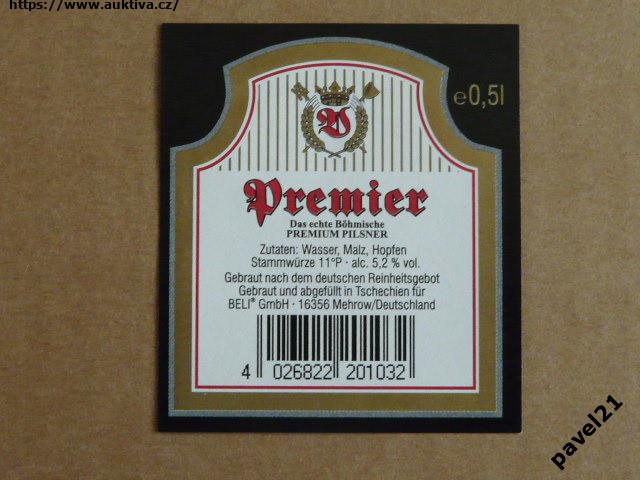 https://www.auktiva.cz/
℮0,5l
Premier
Das echte Böhmische
PREMIUM PILSNER
Zutaten: Wasser, Malz, Hopfen
Stammwürze 11°P · alc. 5,2 % vol.
Gebraut nach dem deutschen Reinheitsgebot
Gebraut und abgefüllt in Tschechien für
BELI® GmbH · 16356 Mehrow/Deutschland
4 026822 201032
pavel21